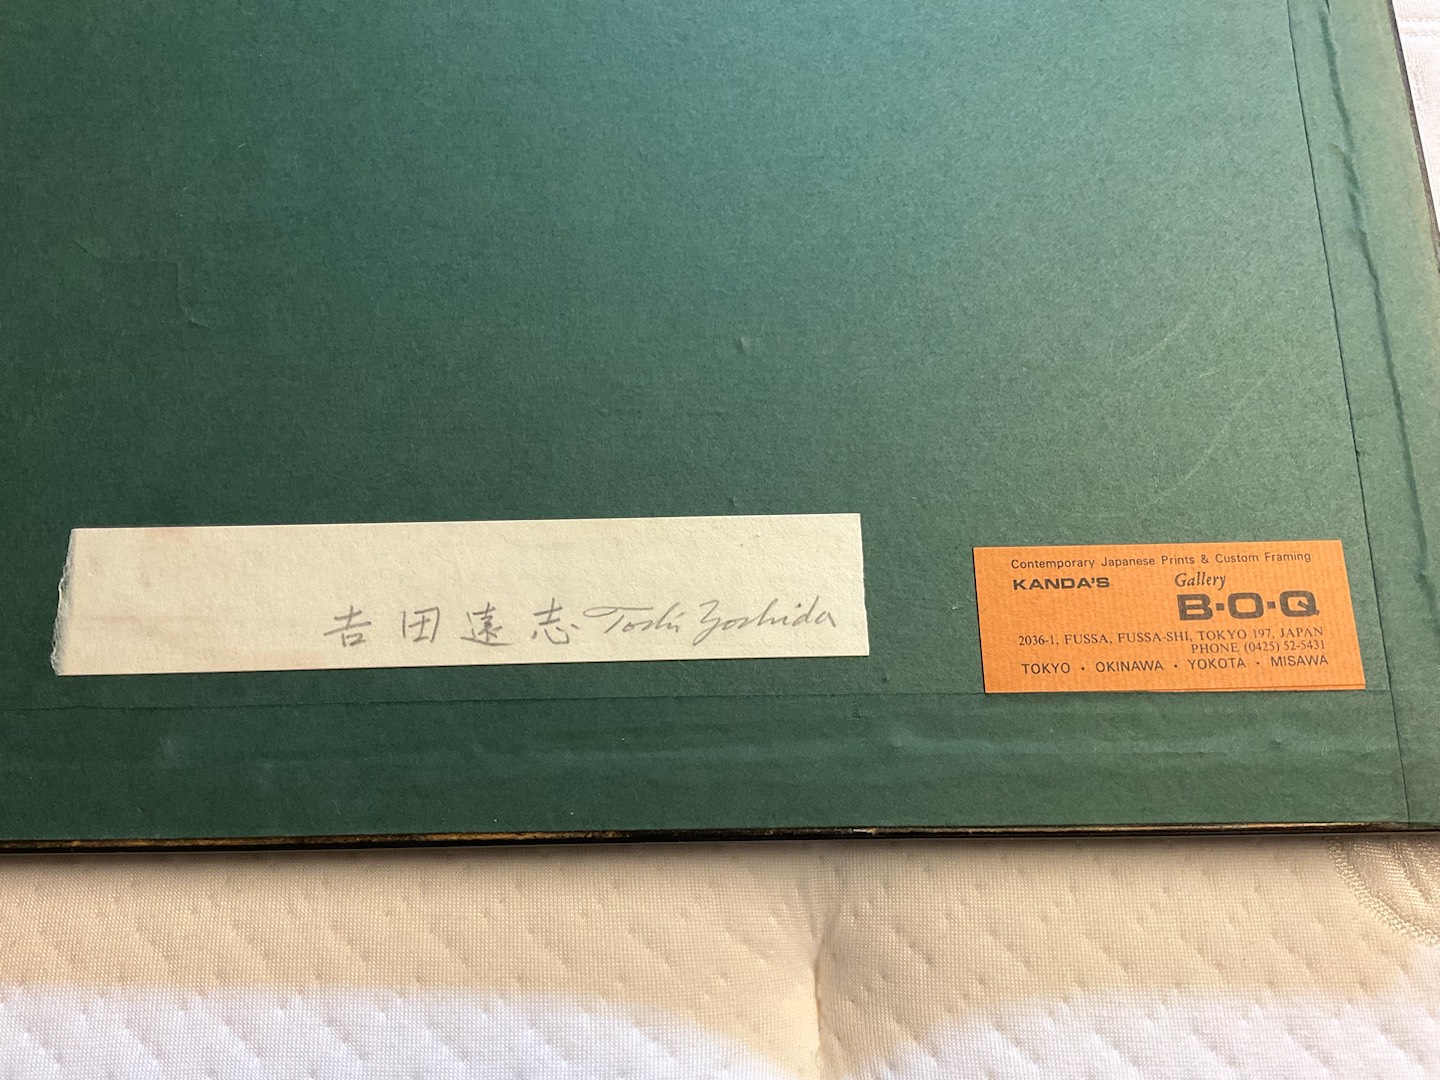 吉田遠志 Toshi Yoshida
Contemporary Japanese Prints & Custom Framing
KANDA'S Gallery
B·O·Q
2036-1, FUSSA, FUSSA-SHI, TOKYO 197, JAPAN
PHONE (0425) 52-5431
TOKYO · OKINAWA · YOKOTA · MISAWA